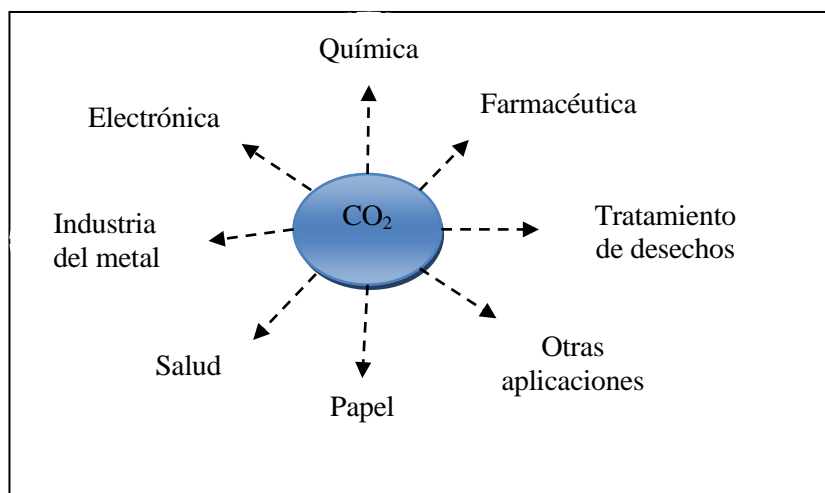 Química
Farmacéutica
Electrónica
CO₂
Industria
del metal
Tratamiento
de desechos
Salud
Otras
aplicaciones
Papel